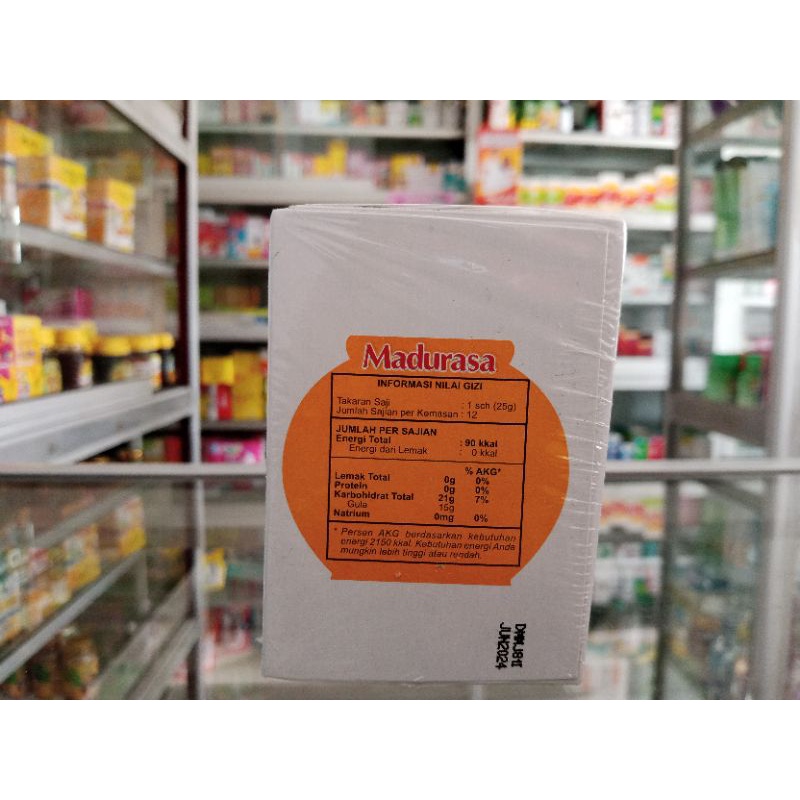 Madurasa
INFORMASI NILAI GIZI
Takaran Saji : 1 sch (25g)
Jumlah Sajian per Kemasan : 12
JUMLAH PER SAJIAN
Energi Total : 90 kkal
Energi dari Lemak : 0 kkal
% AKG*
Lemak Total 0g 0%
Protein 0g 0%
Karbohidrat Total 21g 7%
Gula 15g
Natrium 0mg 0%
* Persen AKG berdasarkan kebutuhan
energi 2150 kkal. Kebutuhan energi Anda
mungkin lebih tinggi atau rendah.
JUN2024